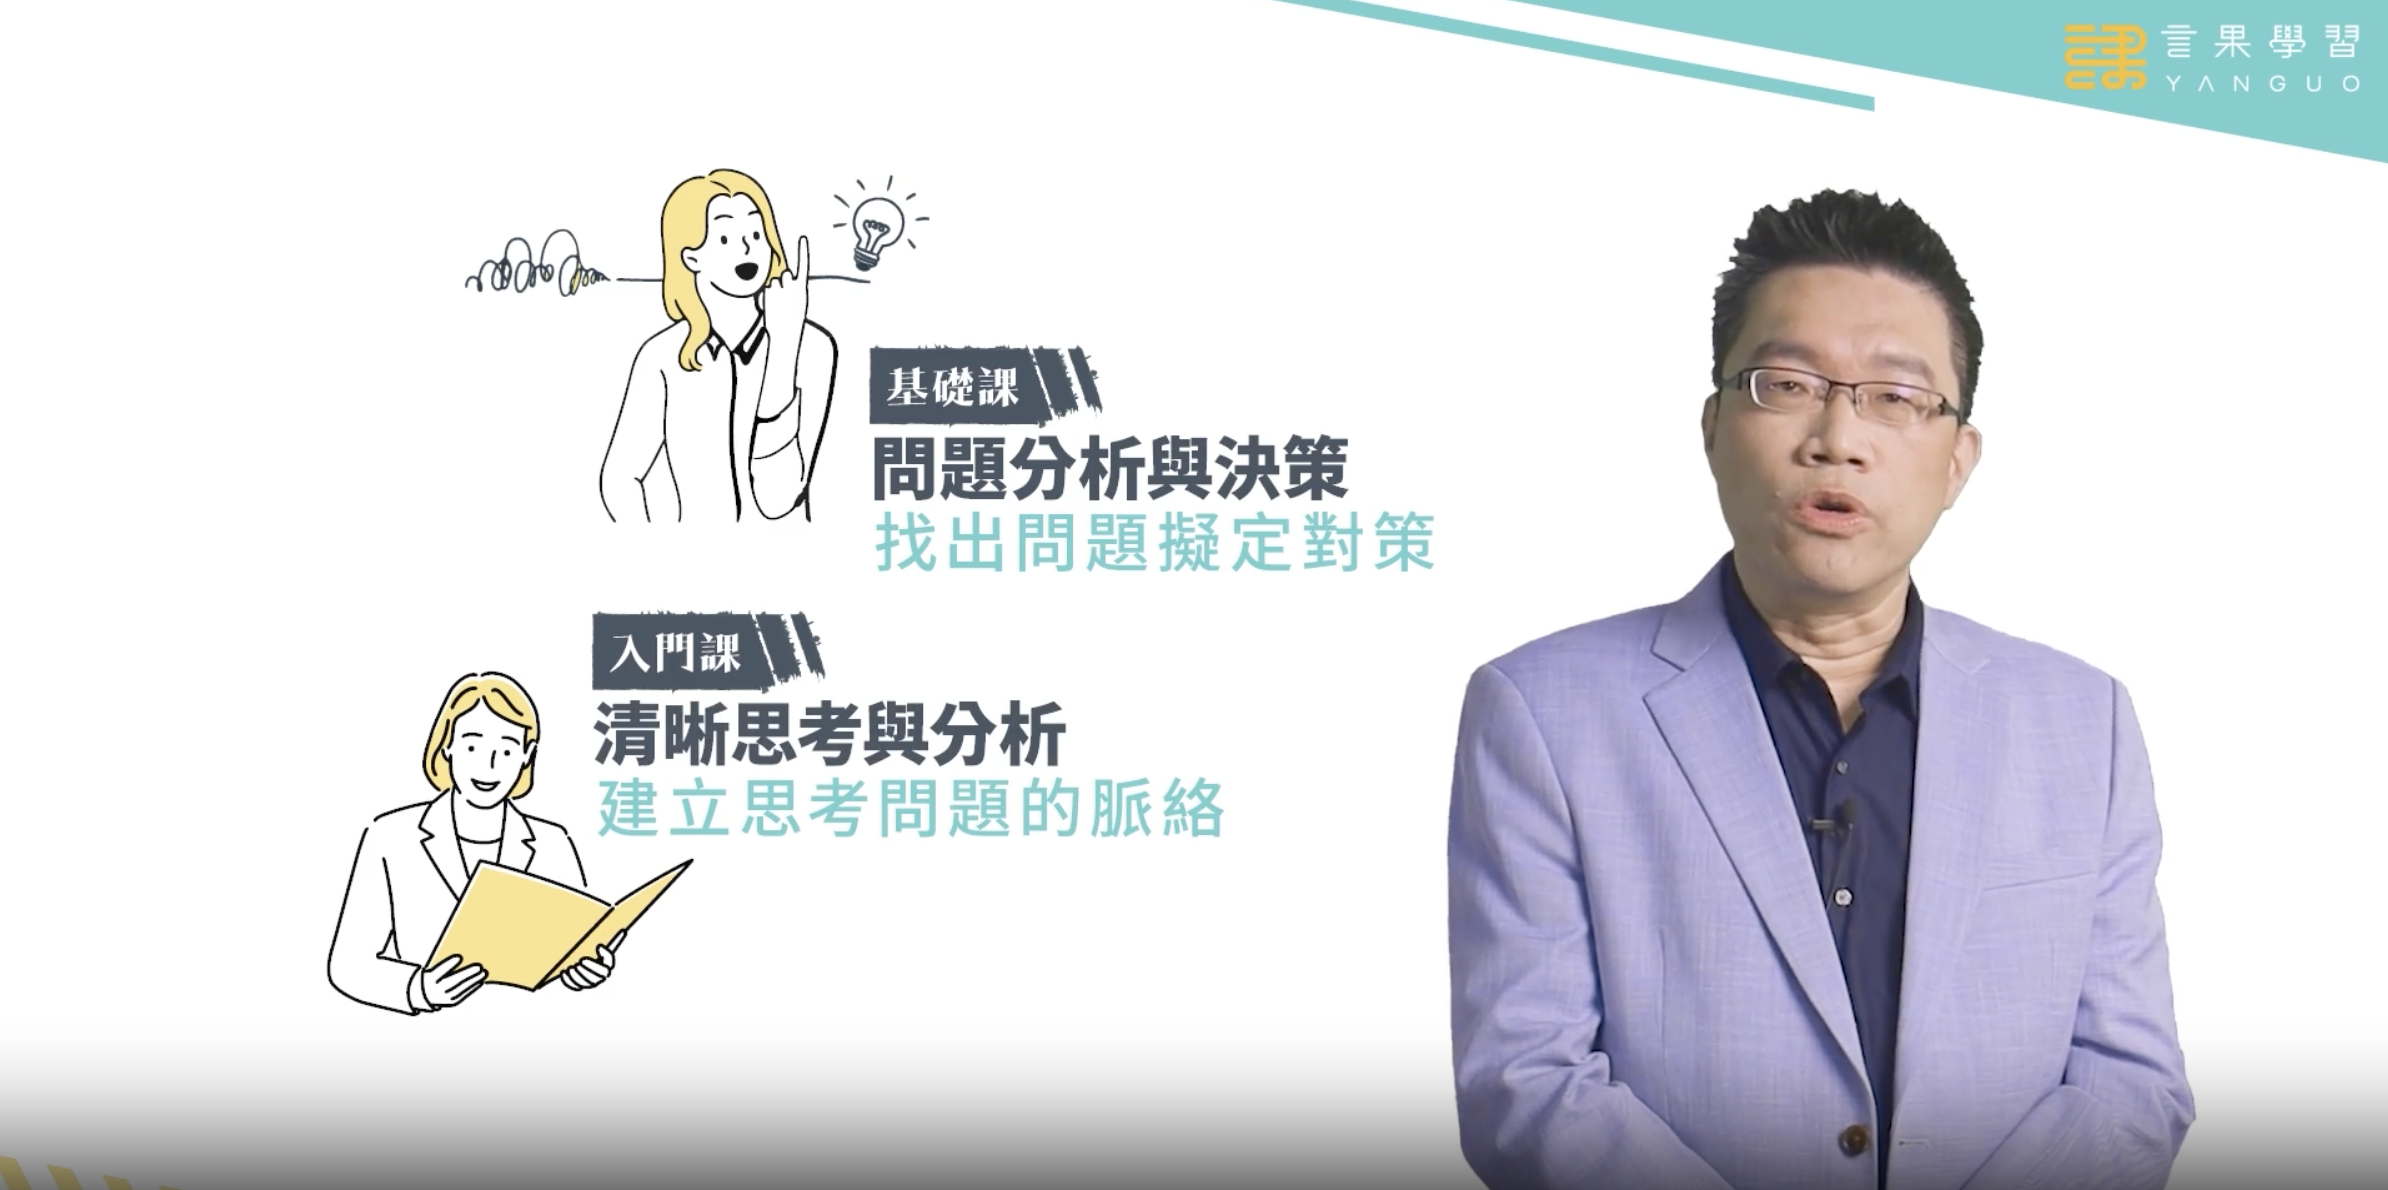 言果學習
YANGUO
基礎課
問題分析與決策
找出問題擬定對策
入門課
清晰思考與分析
建立思考問題的脈絡